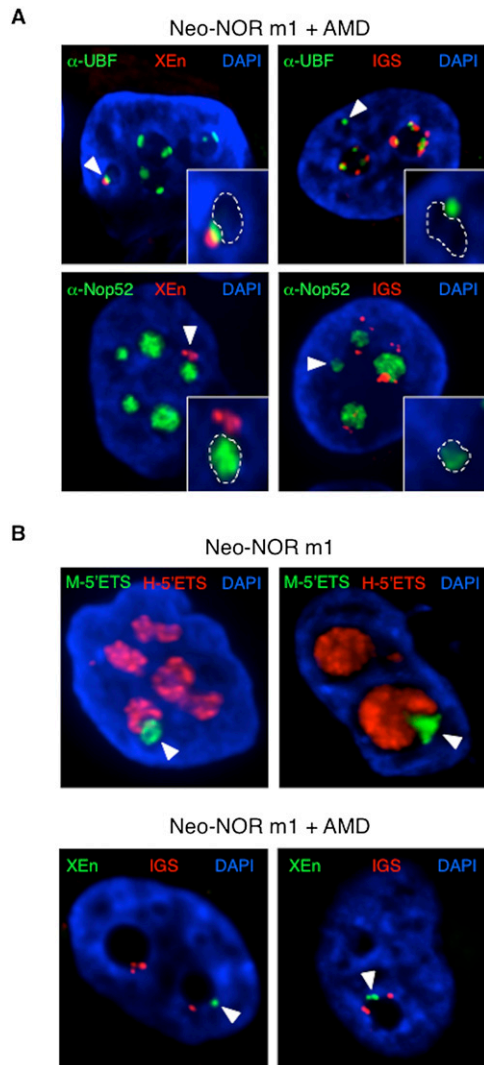 A
Neo-NOR m1 + AMD
α-UBF XEn DAPI
α-UBF IGS DAPI
α-Nop52 XEn DAPI
α-Nop52 IGS DAPI
B
Neo-NOR m1
M-5'ETS H-5'ETS DAPI
M-5'ETS H-5'ETS DAPI
Neo-NOR m1 + AMD
XEn IGS DAPI
XEn IGS DAPI